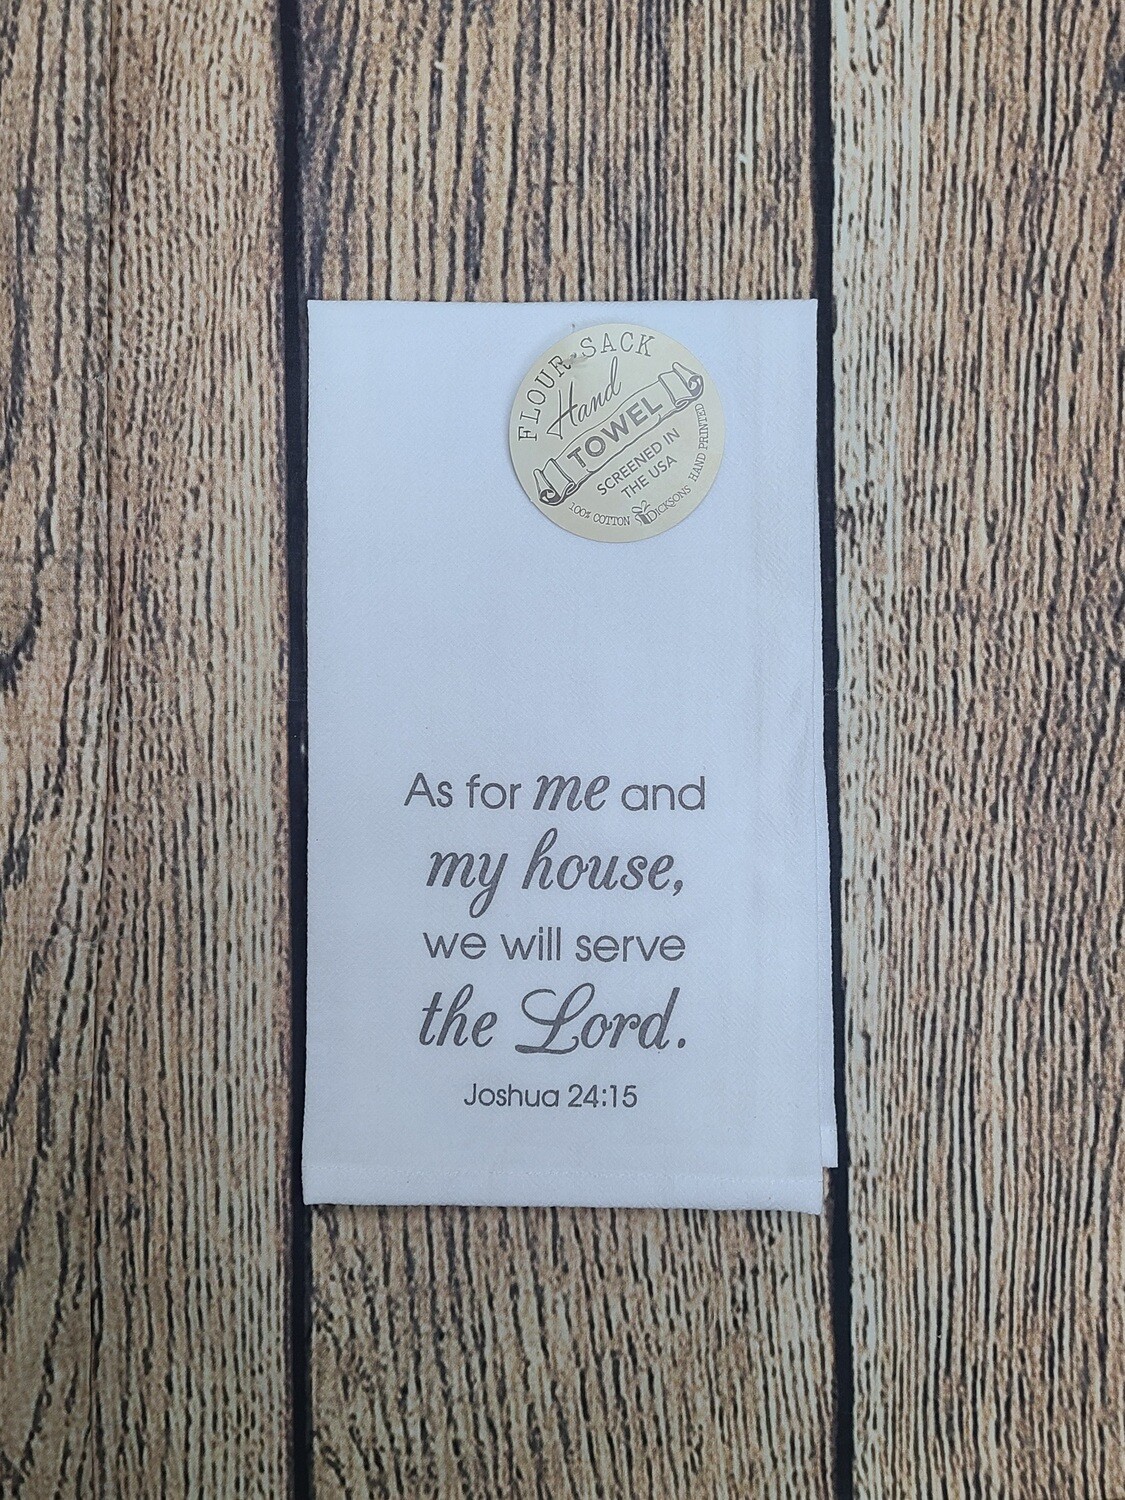 FLOUR SACK
Hand
TOWEL
SCREENED IN
THE USA
100% COTTON DICKSONS HAND PRINTED
As for me and
my house,
we will serve
the Lord.
Joshua 24:15